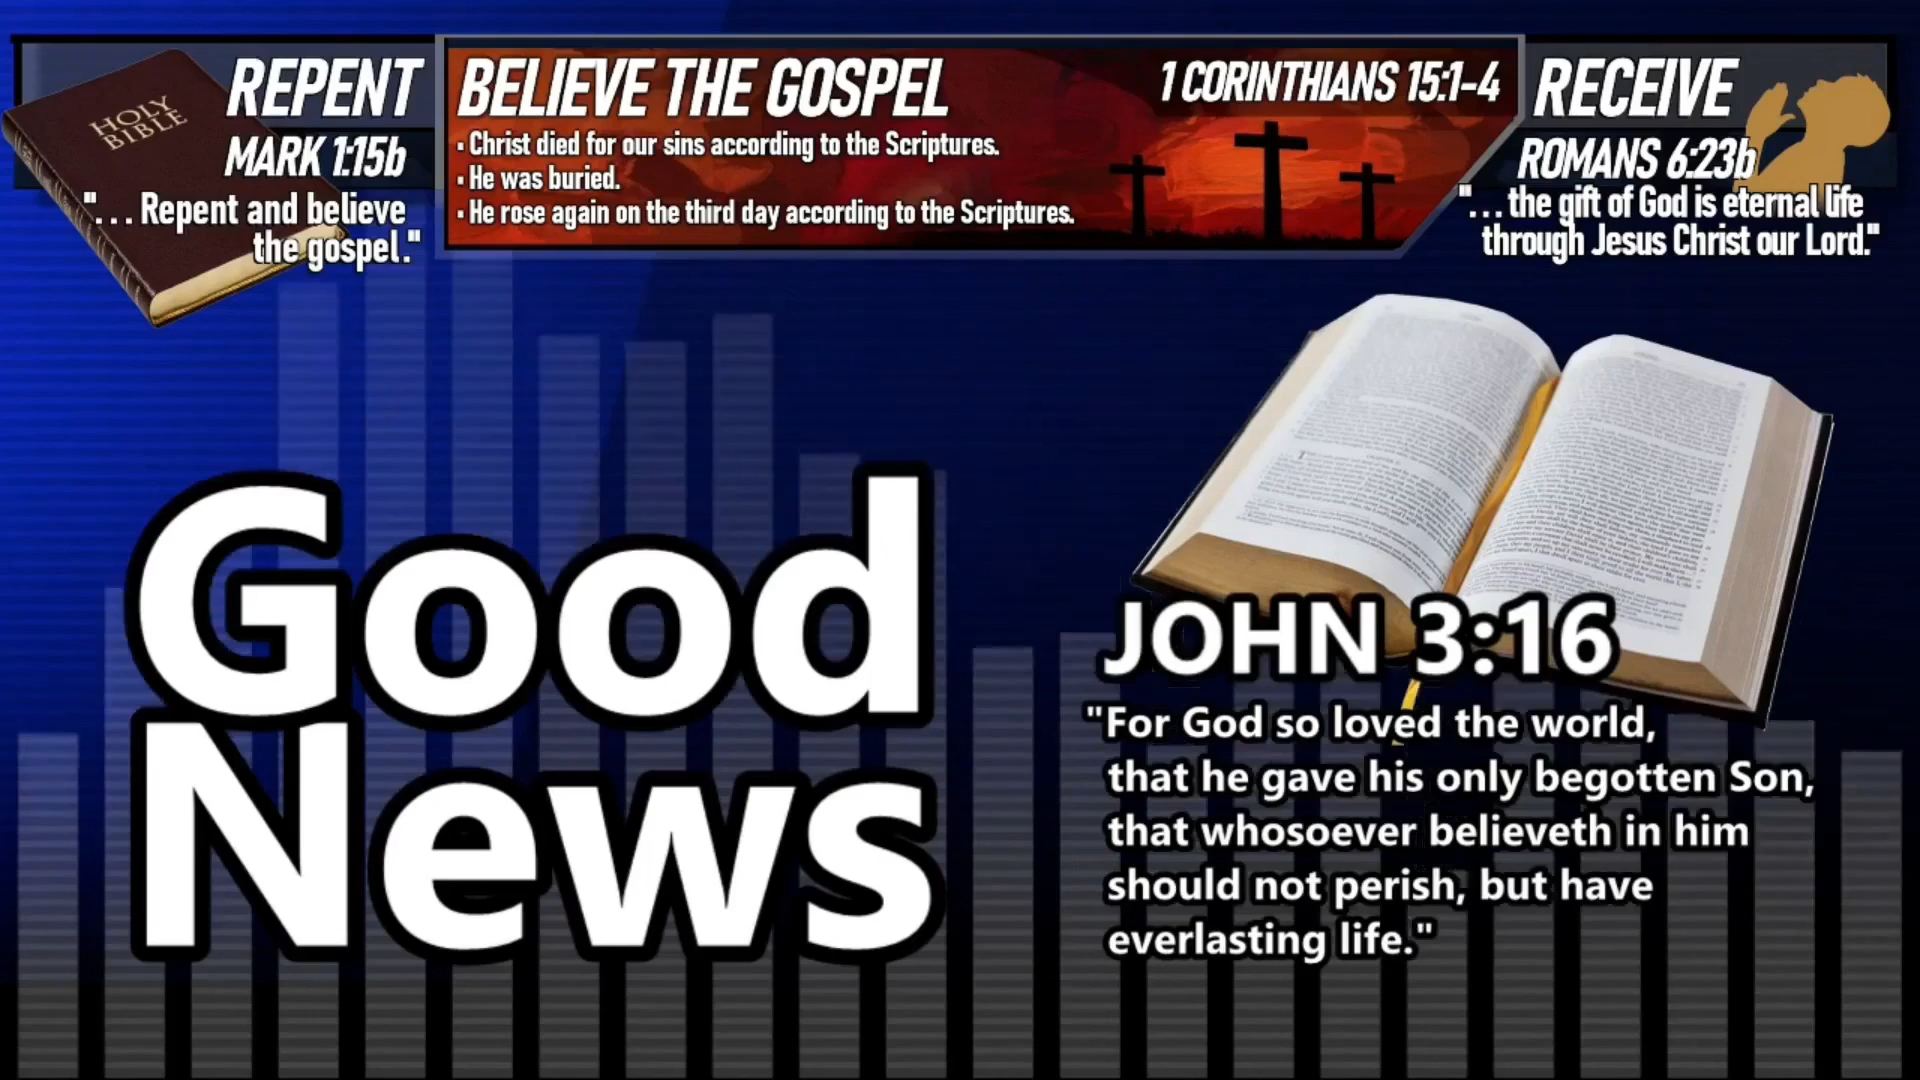 HOLY
BIBLE
REPENT
MARK 1:15b
"... Repent and believe
the gospel."
BELIEVE THE GOSPEL
1 CORINTHIANS 15:1-4
· Christ died for our sins according to the Scriptures.
· He was buried.
· He rose again on the third day according to the Scriptures.
RECEIVE
ROMANS 6:23b
"... the gift of God is eternal life
through Jesus Christ our Lord."
Good
News
JOHN 3:16
"For God so loved the world,
that he gave his only begotten Son,
that whosoever believeth in him
should not perish, but have
everlasting life."